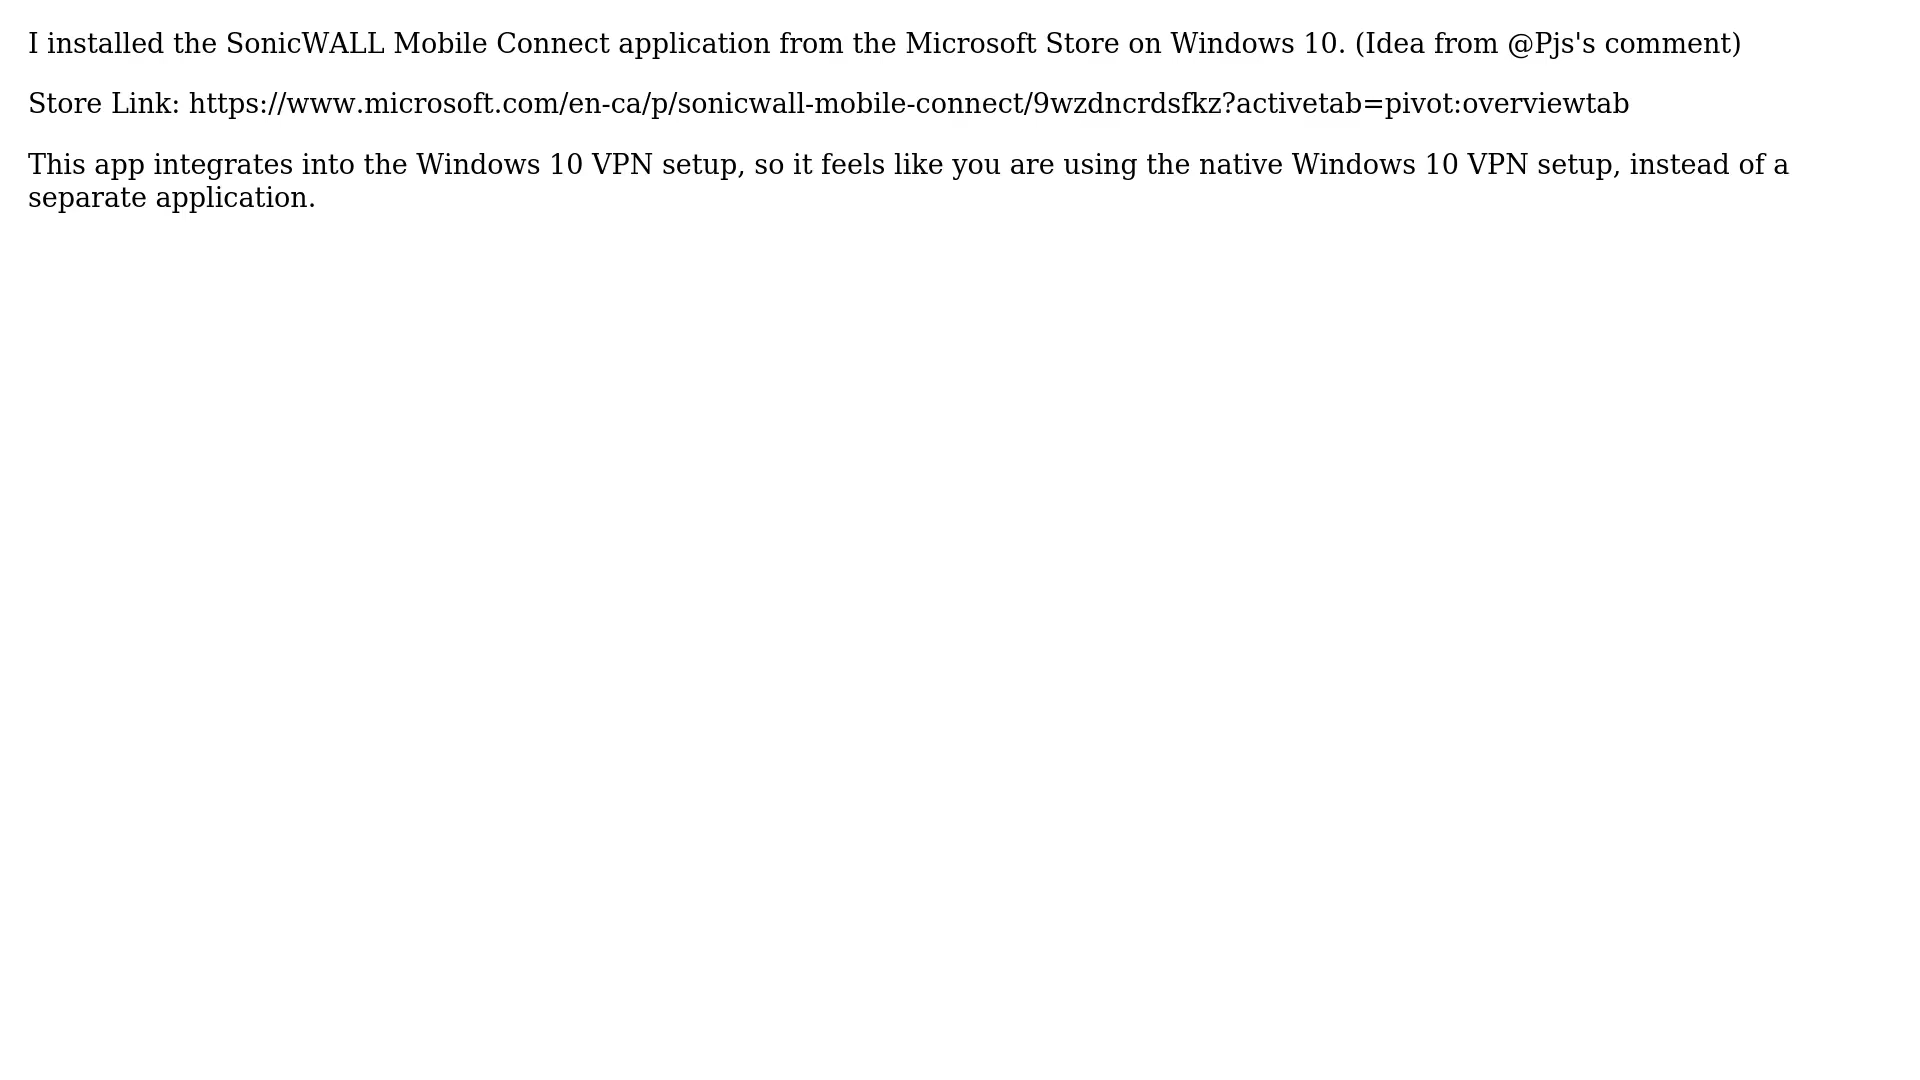 I installed the SonicWALL Mobile Connect application from the Microsoft Store on Windows 10. (Idea from @Pjs's comment)
Store Link: https://www.microsoft.com/en-ca/p/sonicwall-mobile-connect/9wzdncrdsfkz?activetab=pivot:overviewtab
This app integrates into the Windows 10 VPN setup, so it feels like you are using the native Windows 10 VPN setup, instead of a
separate application.